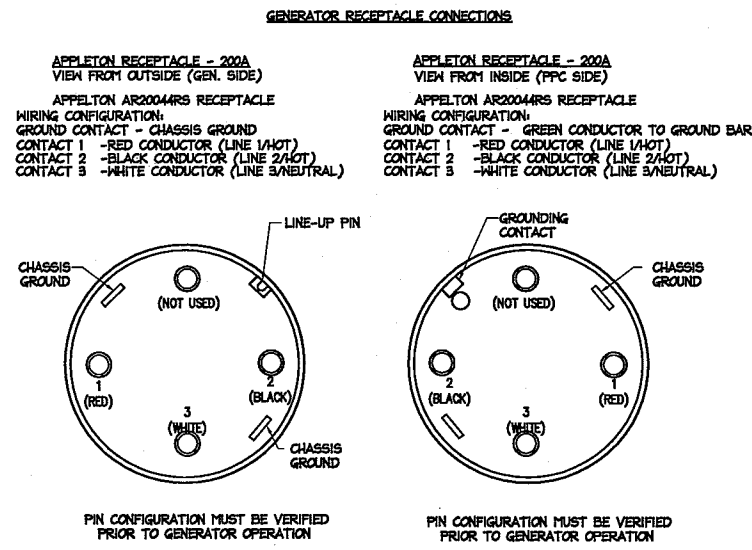 GENERATOR RECEPTACLE CONNECTIONS
APPLETON RECEPTACLE - 200A
VIEW FROM OUTSIDE (GEN. SIDE)
APPELTON AR20044RS RECEPTACLE
WIRING CONFIGURATION:
GROUND CONTACT - CHASSIS GROUND
CONTACT 1 -RED CONDUCTOR (LINE 1/HOT)
CONTACT 2 -BLACK CONDUCTOR (LINE 2/HOT)
CONTACT 3 -WHITE CONDUCTOR (LINE 3/NEUTRAL)
LINE-UP PIN
CHASSIS
GROUND
(NOT USED)
1
(RED)
2
(BLACK)
3
(WHITE)
CHASSIS
GROUND
PIN CONFIGURATION MUST BE VERIFIED
PRIOR TO GENERATOR OPERATION
APPLETON RECEPTACLE - 200A
VIEW FROM INSIDE (PPC SIDE)
APPELTON AR20044RS RECEPTACLE
WIRING CONFIGURATION:
GROUND CONTACT - GREEN CONDUCTOR TO GROUND BAR
CONTACT 1 -RED CONDUCTOR (LINE 1/HOT)
CONTACT 2 -BLACK CONDUCTOR (LINE 2/HOT)
CONTACT 3 -WHITE CONDUCTOR (LINE 3/NEUTRAL)
GROUNDING
CONTACT
CHASSIS
GROUND
(NOT USED)
2
(BLACK)
1
(RED)
3
(WHITE)
PIN CONFIGURATION MUST BE VERIFIED
PRIOR TO GENERATOR OPERATION